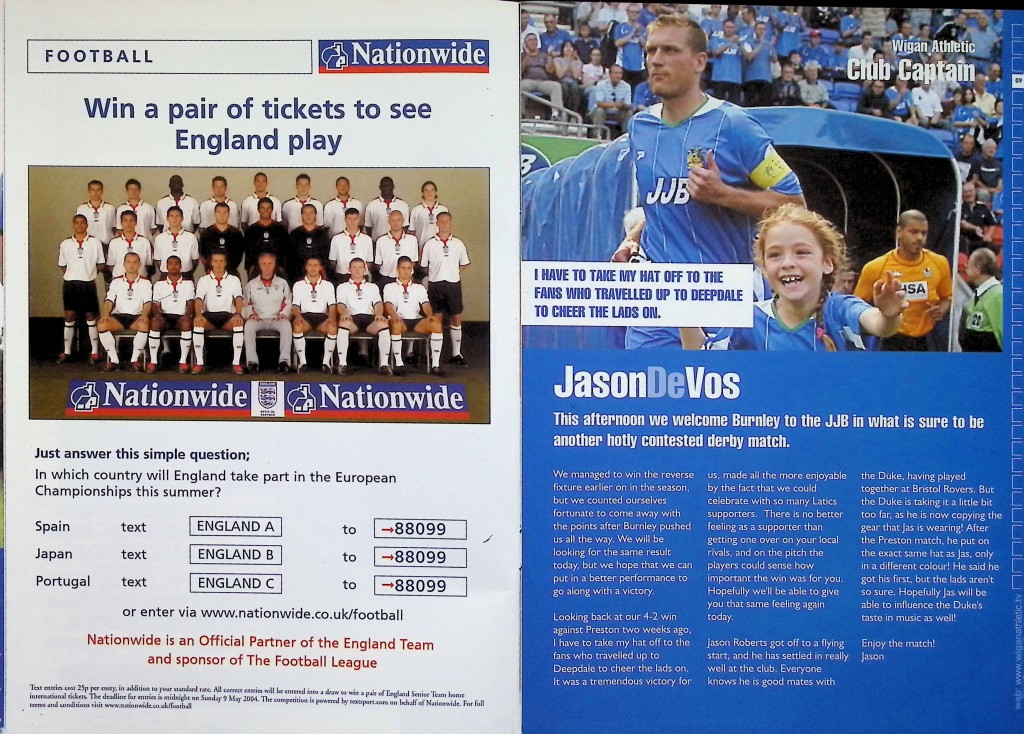 FOOTBALL
Nationwide
Win a pair of tickets to see
England play
Nationwide
ENGLAND
Nationwide
Just answer this simple question;
In which country will England take part in the European
Championships this summer?
Spain text ENGLAND A to →88099
Japan text ENGLAND B to →88099
Portugal text ENGLAND C to →88099
or enter via www.nationwide.co.uk/football
Nationwide is an Official Partner of the England Team
and sponsor of The Football League
Text entries cost 25p per entry, in addition to your standard rate. All correct entries will be entered into a draw to win a pair of England Senior Team home
international tickets. The deadline for entries is midnight on Sunday 9 May 2004. The competition is powered by textoport.com on behalf of Nationwide. For full
terms and conditions visit www.nationwide.co.uk/football
Wigan Athletic
Club Captain
09
JJB
HSA
I HAVE TO TAKE MY HAT OFF TO THE
FANS WHO TRAVELLED UP TO DEEPDALE
TO CHEER THE LADS ON.
JasonDeVos
This afternoon we welcome Burnley to the JJB in what is sure to be
another hotly contested derby match.
We managed to win the reverse
fixture earlier on in the season,
but we counted ourselves
fortunate to come away with
the points after Burnley pushed
us all the way. We will be
looking for the same result
today, but we hope that we can
put in a better performance to
go along with a victory.
Looking back at our 4-2 win
against Preston two weeks ago,
I have to take my hat off to the
fans who travelled up to
Deepdale to cheer the lads on.
It was a tremendous victory for
us, made all the more enjoyable
by the fact that we could
celebrate with so many Latics
supporters. There is no better
feeling as a supporter than
getting one over on your local
rivals, and on the pitch the
players could sense how
important the win was for you.
Hopefully we'll be able to give
you that same feeling again
today.
Jason Roberts got off to a flying
start, and he has settled in really
well at the club. Everyone
knows he is good mates with
the Duke, having played
together at Bristol Rovers. But
the Duke is taking it a little bit
too far, as he is now copying the
gear that Jas is wearing! After
the Preston match, he put on
the exact same hat as Jas, only
in a different colour! He said he
got his first, but the lads aren't
so sure. Hopefully Jas will be
able to influence the Duke's
taste in music as well!
Enjoy the match!
Jason
web: www.wiganathletic.tv